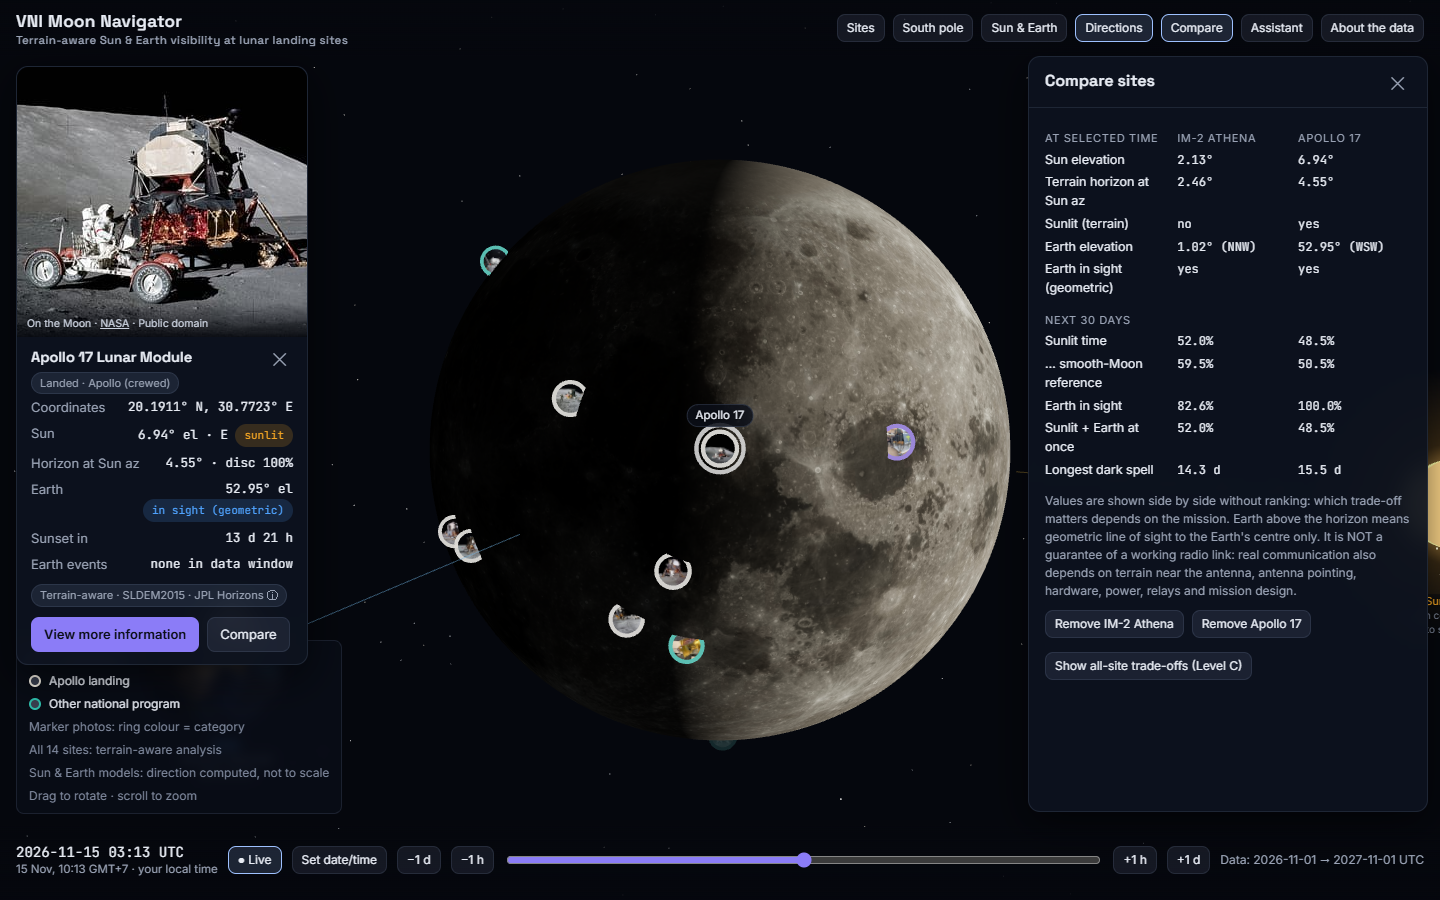 VNI Moon Navigator
Terrain-aware Sun & Earth visibility at lunar landing sites
Sites
South pole
Sun & Earth
Directions
Compare
Assistant
About the data
On the Moon · NASA · Public domain
Apollo 17 Lunar Module
Landed · Apollo (crewed)
Coordinates 20.1911° N, 30.7723° E
Sun 6.94° el · E sunlit
Horizon at Sun az 4.55° · disc 100%
Earth 52.95° el
in sight (geometric)
Sunset in 13 d 21 h
Earth events none in data window
Terrain-aware · SLDEM2015 · JPL Horizons ⓘ
View more information
Compare
Apollo landing
Other national program
Marker photos: ring colour = category
All 14 sites: terrain-aware analysis
Sun & Earth models: direction computed, not to scale
Drag to rotate · scroll to zoom
Apollo 17
Compare sites
AT SELECTED TIME IM-2 ATHENA APOLLO 17
Sun elevation 2.13° 6.94°
Terrain horizon at 2.46° 4.55°
Sun az
Sunlit (terrain) no yes
Earth elevation 1.02° (NNW) 52.95° (WSW)
Earth in sight yes yes
(geometric)
NEXT 30 DAYS
Sunlit time 52.0% 48.5%
... smooth-Moon 59.5% 50.5%
reference
Earth in sight 82.6% 100.0%
Sunlit + Earth at 52.0% 48.5%
once
Longest dark spell 14.3 d 15.5 d
Values are shown side by side without ranking: which trade-off
matters depends on the mission. Earth above the horizon means
geometric line of sight to the Earth's centre only. It is NOT a
guarantee of a working radio link: real communication also
depends on terrain near the antenna, antenna pointing,
hardware, power, relays and mission design.
Remove IM-2 Athena
Remove Apollo 17
Show all-site trade-offs (Level C)
2026-11-15 03:13 UTC
15 Nov, 10:13 GMT+7 · your local time
● Live
Set date/time
−1 d
−1 h
+1 h
+1 d
Data: 2026-11-01 → 2027-11-01 UTC